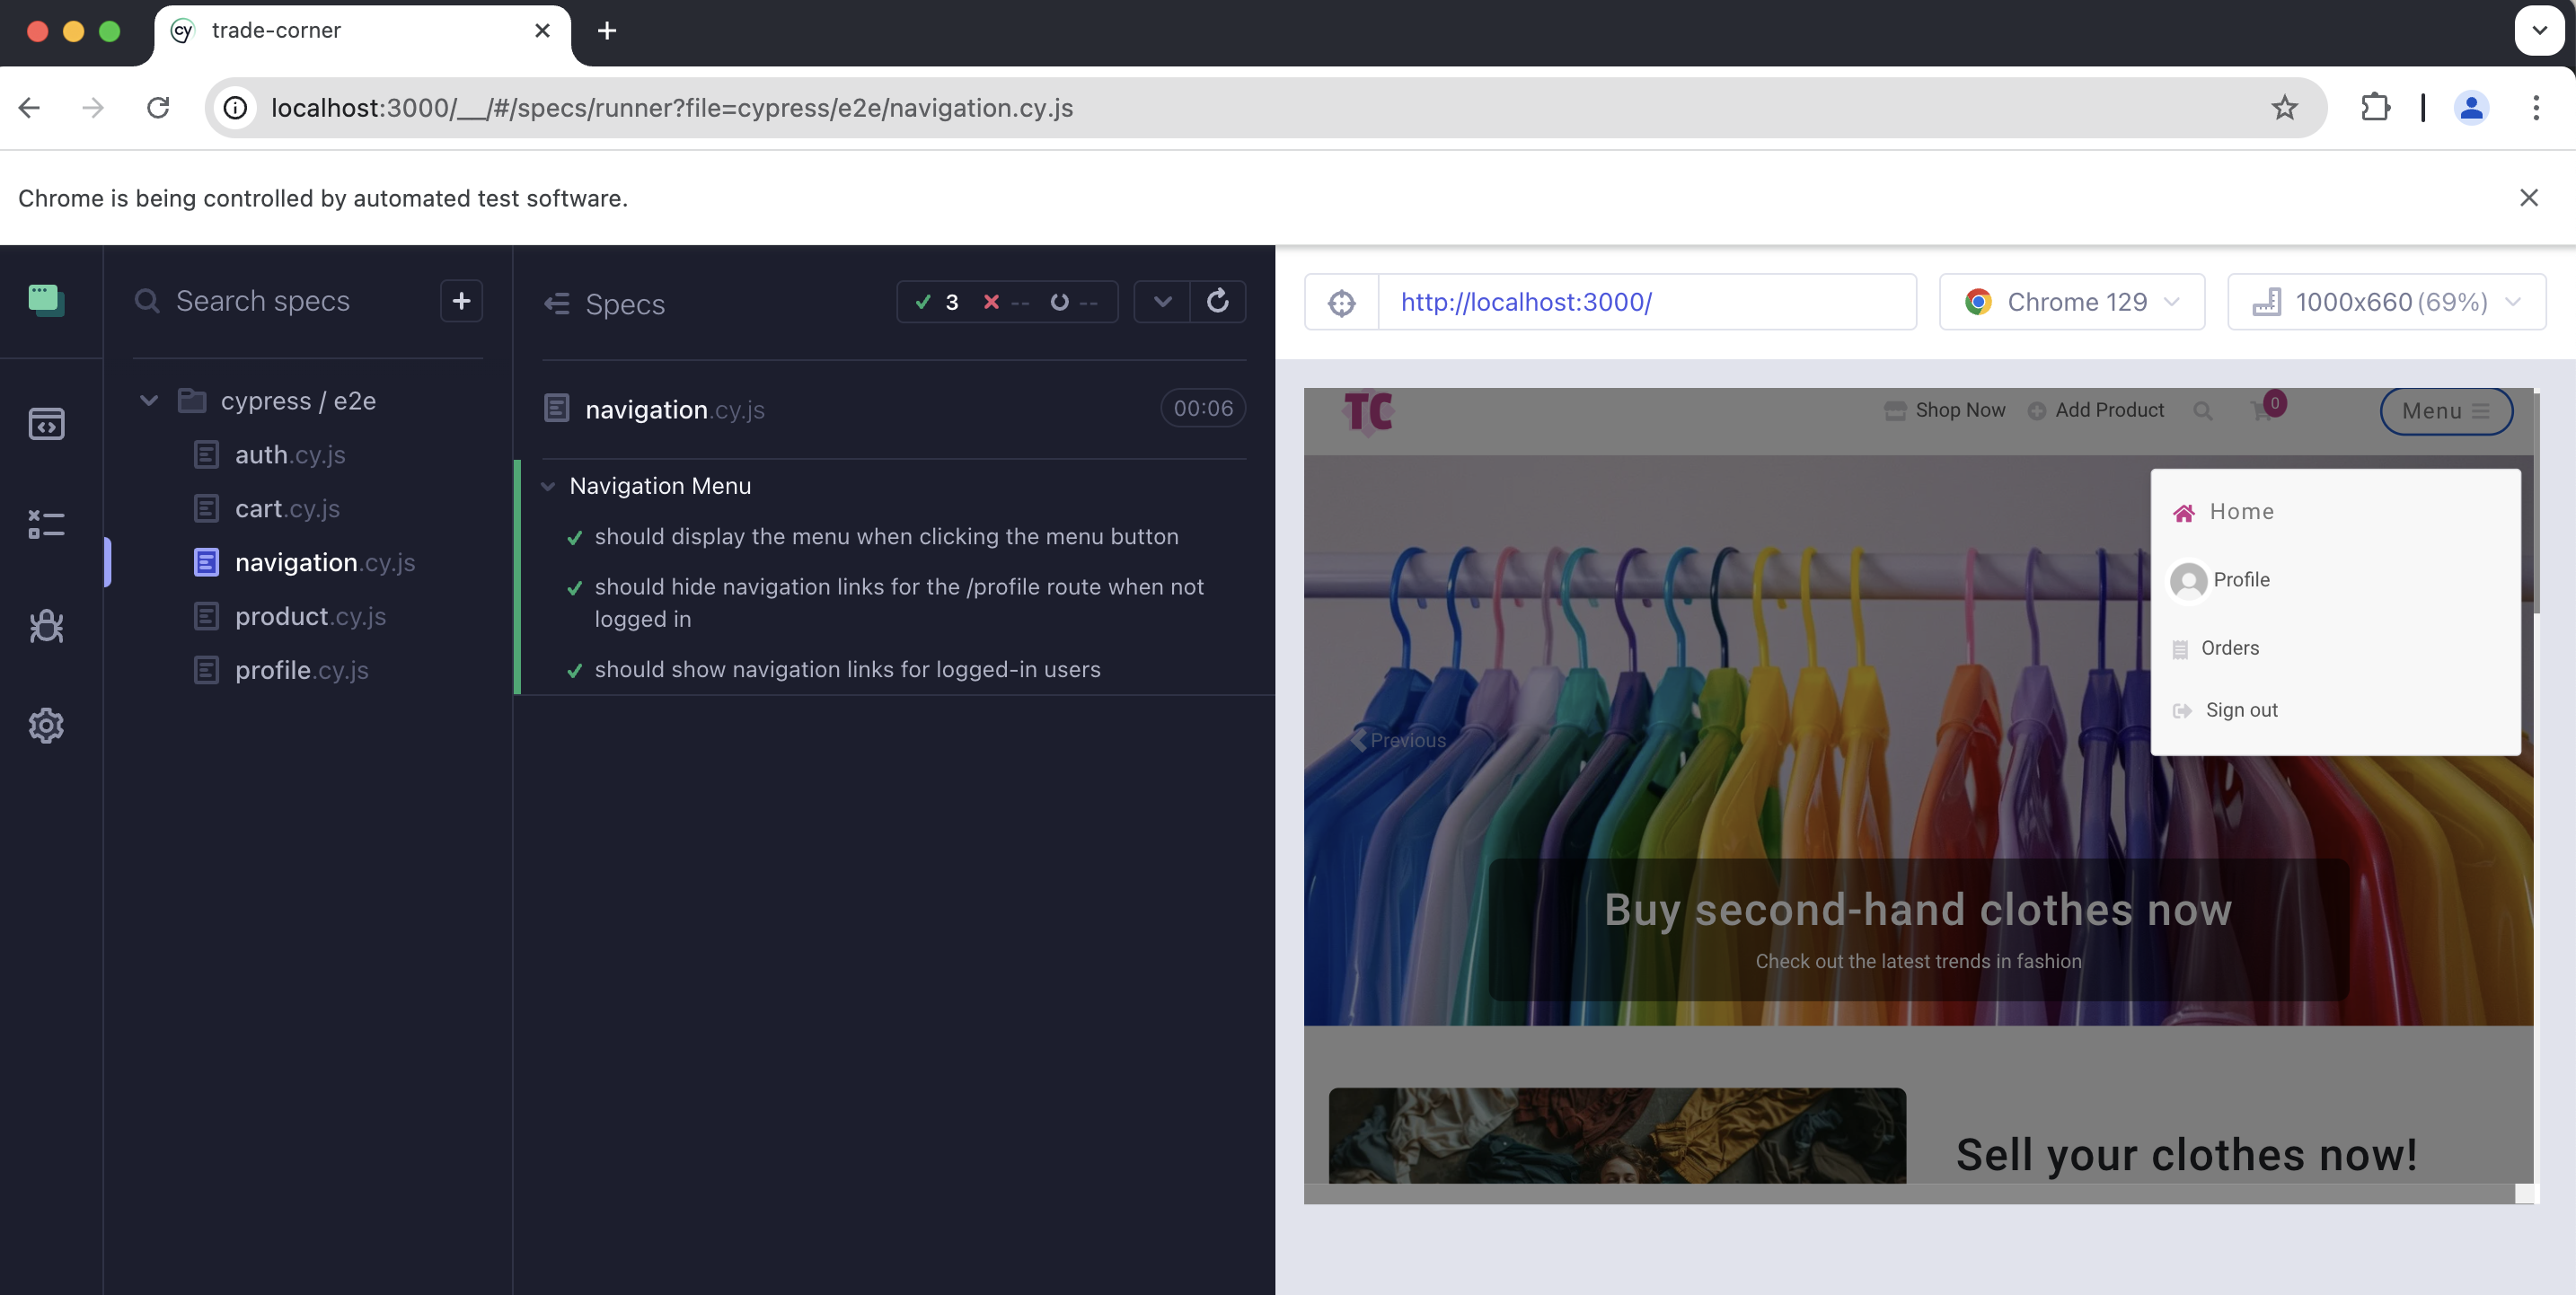 cy trade-corner
localhost:3000/__/#/specs/runner?file=cypress/e2e/navigation.cy.js
Chrome is being controlled by automated test software.
Search specs
cypress / e2e
auth.cy.js
cart.cy.js
navigation.cy.js
product.cy.js
profile.cy.js
Specs
3 -- --
navigation.cy.js 00:06
Navigation Menu
should display the menu when clicking the menu button
should hide navigation links for the /profile route when not
logged in
should show navigation links for logged-in users
http://localhost:3000/
Chrome 129
1000x660 (69%)
TC Shop Now Add Product 0 Menu
Home
Profile
Orders
Sign out
Previous
Buy second-hand clothes now
Check out the latest trends in fashion
Sell your clothes now!